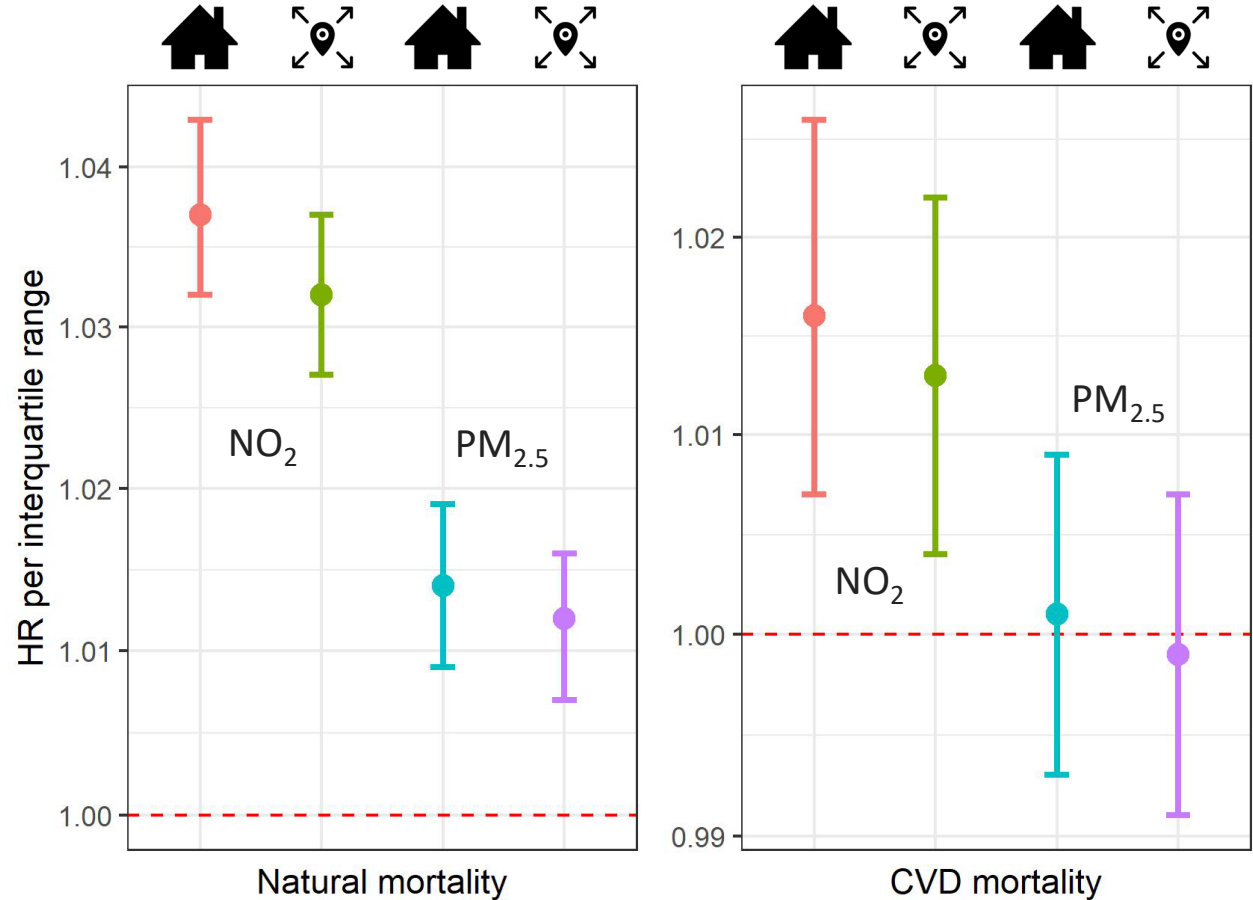 HR per interquartile range
1.04
1.03
1.02
1.01
1.00
NO₂
PM₂.₅
Natural mortality
1.02
1.01
1.00
0.99
PM₂.₅
NO₂
CVD mortality